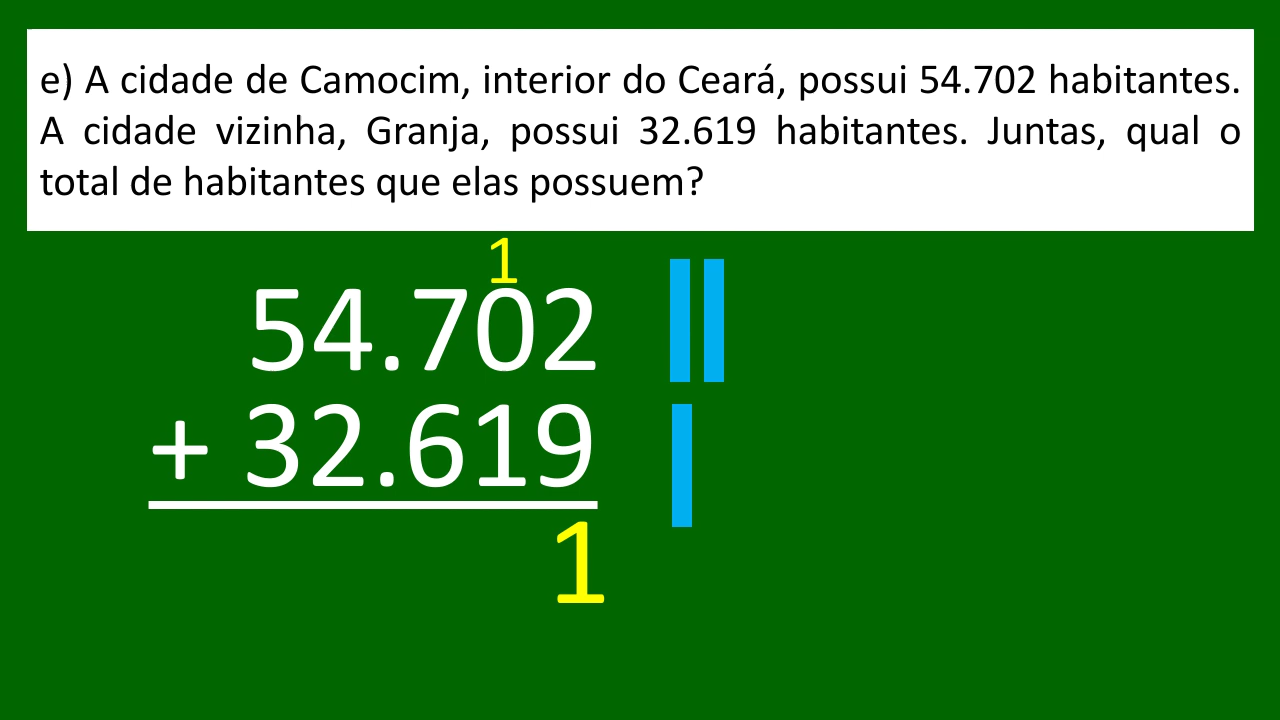 e) A cidade de Camocim, interior do Ceará, possui 54.702 habitantes.
A cidade vizinha, Granja, possui 32.619 habitantes. Juntas, qual o
total de habitantes que elas possuem?
1
54.702
+ 32.619
1